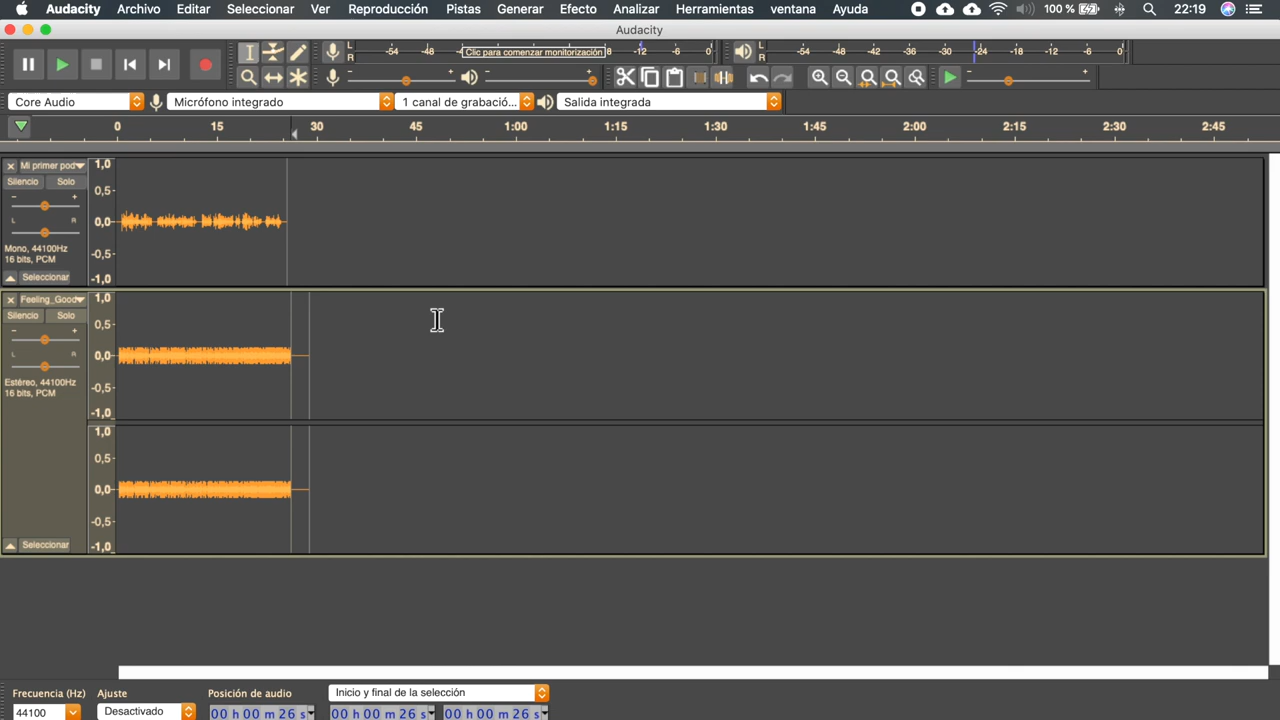 Audacity Archivo Editar Seleccionar Ver Reproducción Pistas Generar Efecto Analizar Herramientas ventana Ayuda 100 % 22:19
Audacity
L R -54 -48 Clic para comenzar monitorización 8 -12 -6 0 L R -54 -48 -42 -36 -30 -24 -18 -12 -6 0
- + - + - +
Core Audio Micrófono integrado 1 canal de grabació... Salida integrada
0 15 30 45 1:00 1:15 1:30 1:45 2:00 2:15 2:30 2:45
Mi primer pod 1,0
Silencio Solo
- + 0,5
L R 0,0
Mono, 44100Hz
16 bits, PCM -0,5
Seleccionar -1,0
Feeling_Good 1,0
Silencio Solo
- + 0,5
L R 0,0
Estéreo, 44100Hz
16 bits, PCM -0,5
-1,0
1,0
0,5
0,0
-0,5
Seleccionar -1,0
Frecuencia (Hz) Ajuste Posición de audio Inicio y final de la selección
44100 Desactivado 00 h 00 m 26 s 00 h 00 m 26 s 00 h 00 m 26 s